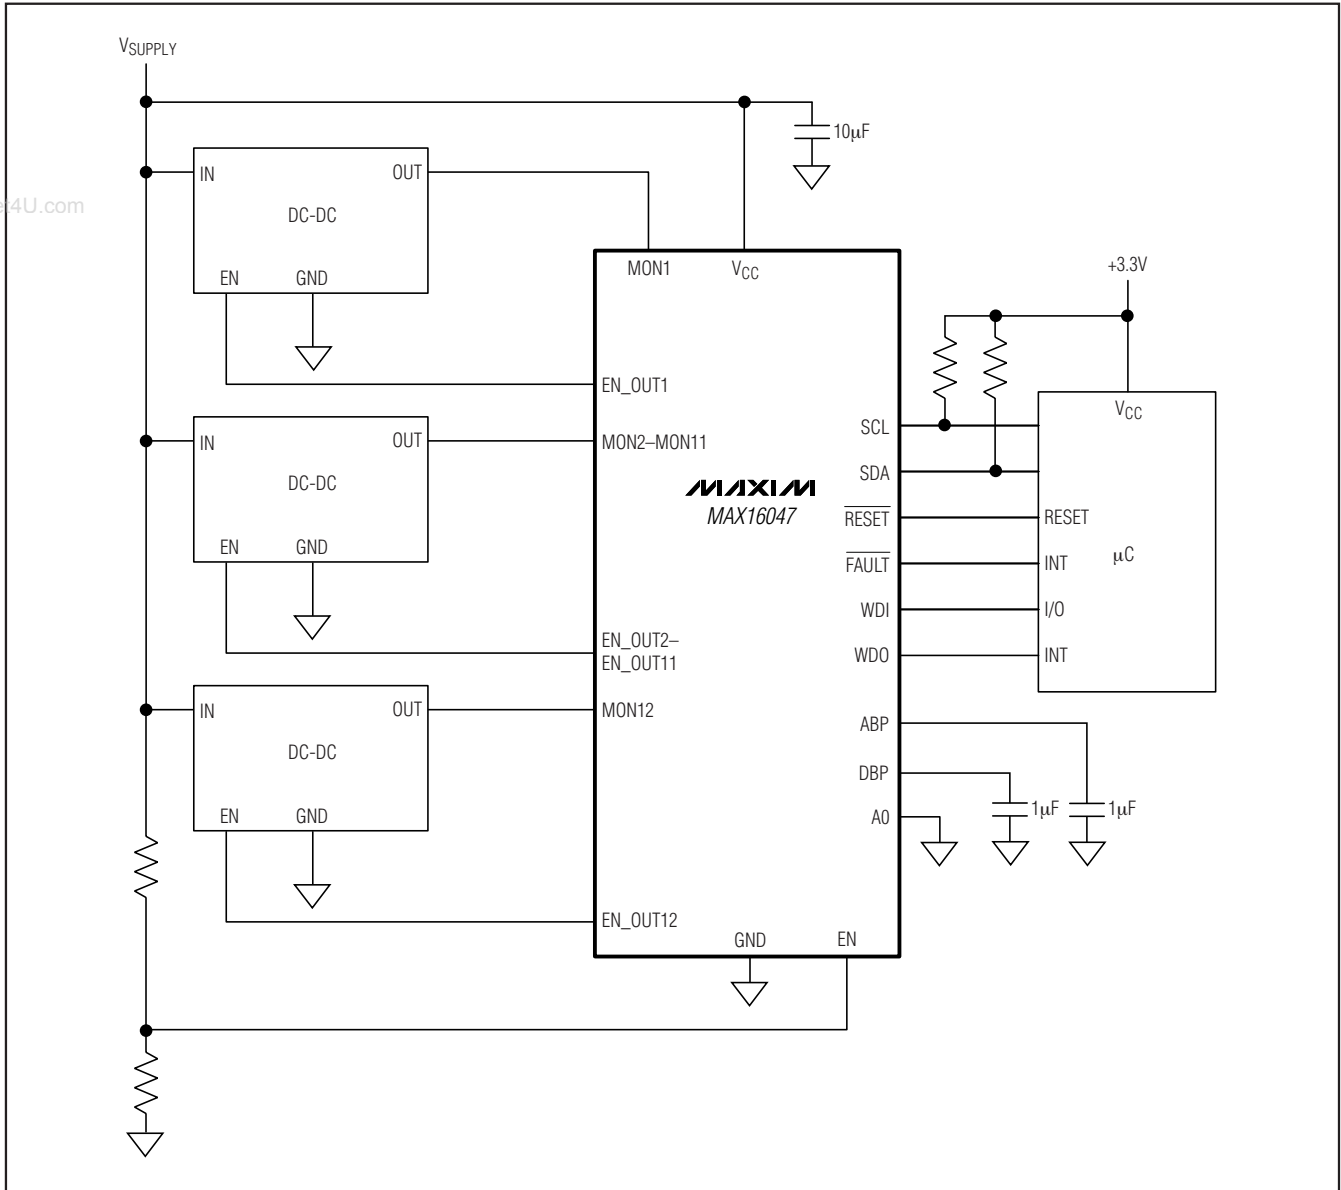 VSUPPLY
10µF
et4U.com
IN
OUT
DC-DC
EN
GND
MON1
VCC
+3.3V
EN_OUT1
IN
OUT
DC-DC
EN
GND
MON2–MON11
MAXIM
MAX16047
SCL
SDA
RESET
FAULT
WDI
WDO
VCC
RESET
µC
INT
I/O
INT
EN_OUT2–
EN_OUT11
IN
OUT
DC-DC
EN
GND
MON12
ABP
DBP
A0
1µF
1µF
EN_OUT12
GND
EN